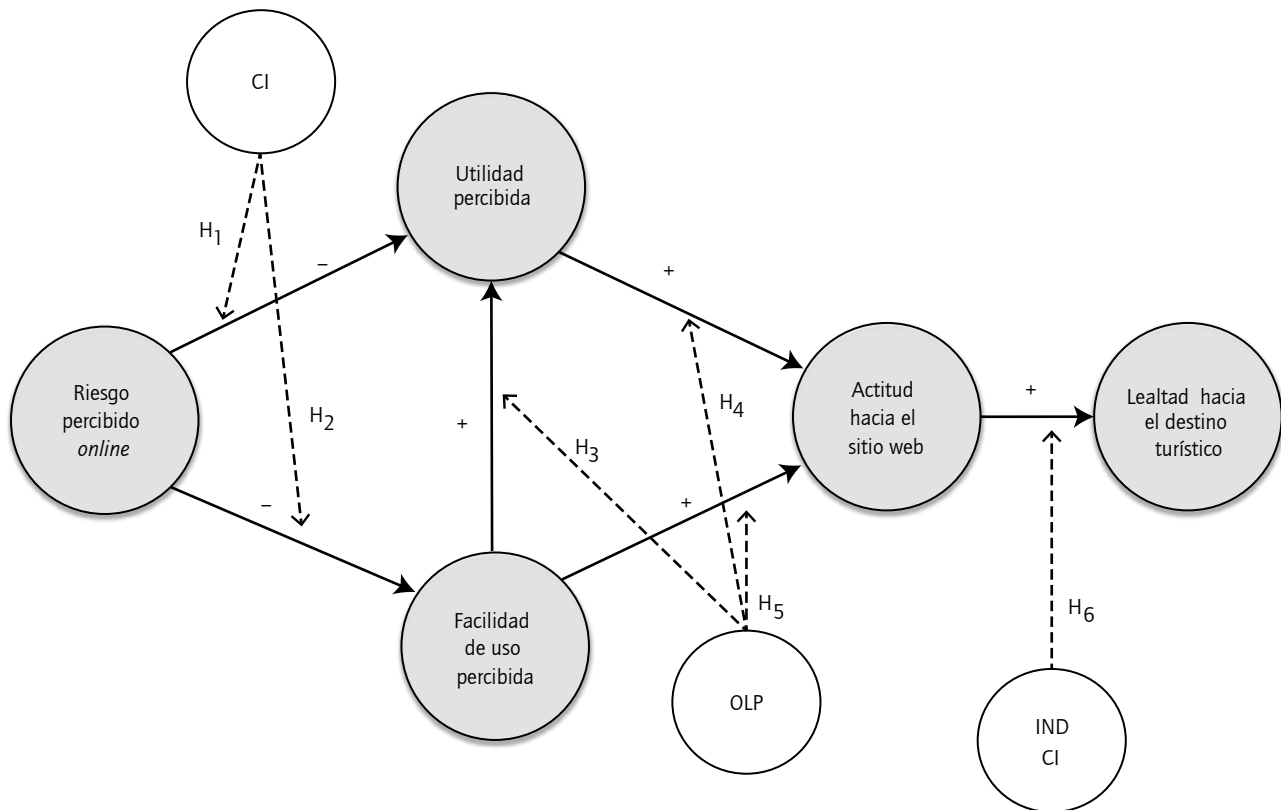 CI
Utilidad
percibida
H1
–
+
Riesgo
percibido
online
H2
+
H3
H4
Actitud
hacia el
sitio web
+
Lealtad hacia
el destino
turístico
–
+
Facilidad
de uso
percibida
H5
OLP
H6
IND
CI